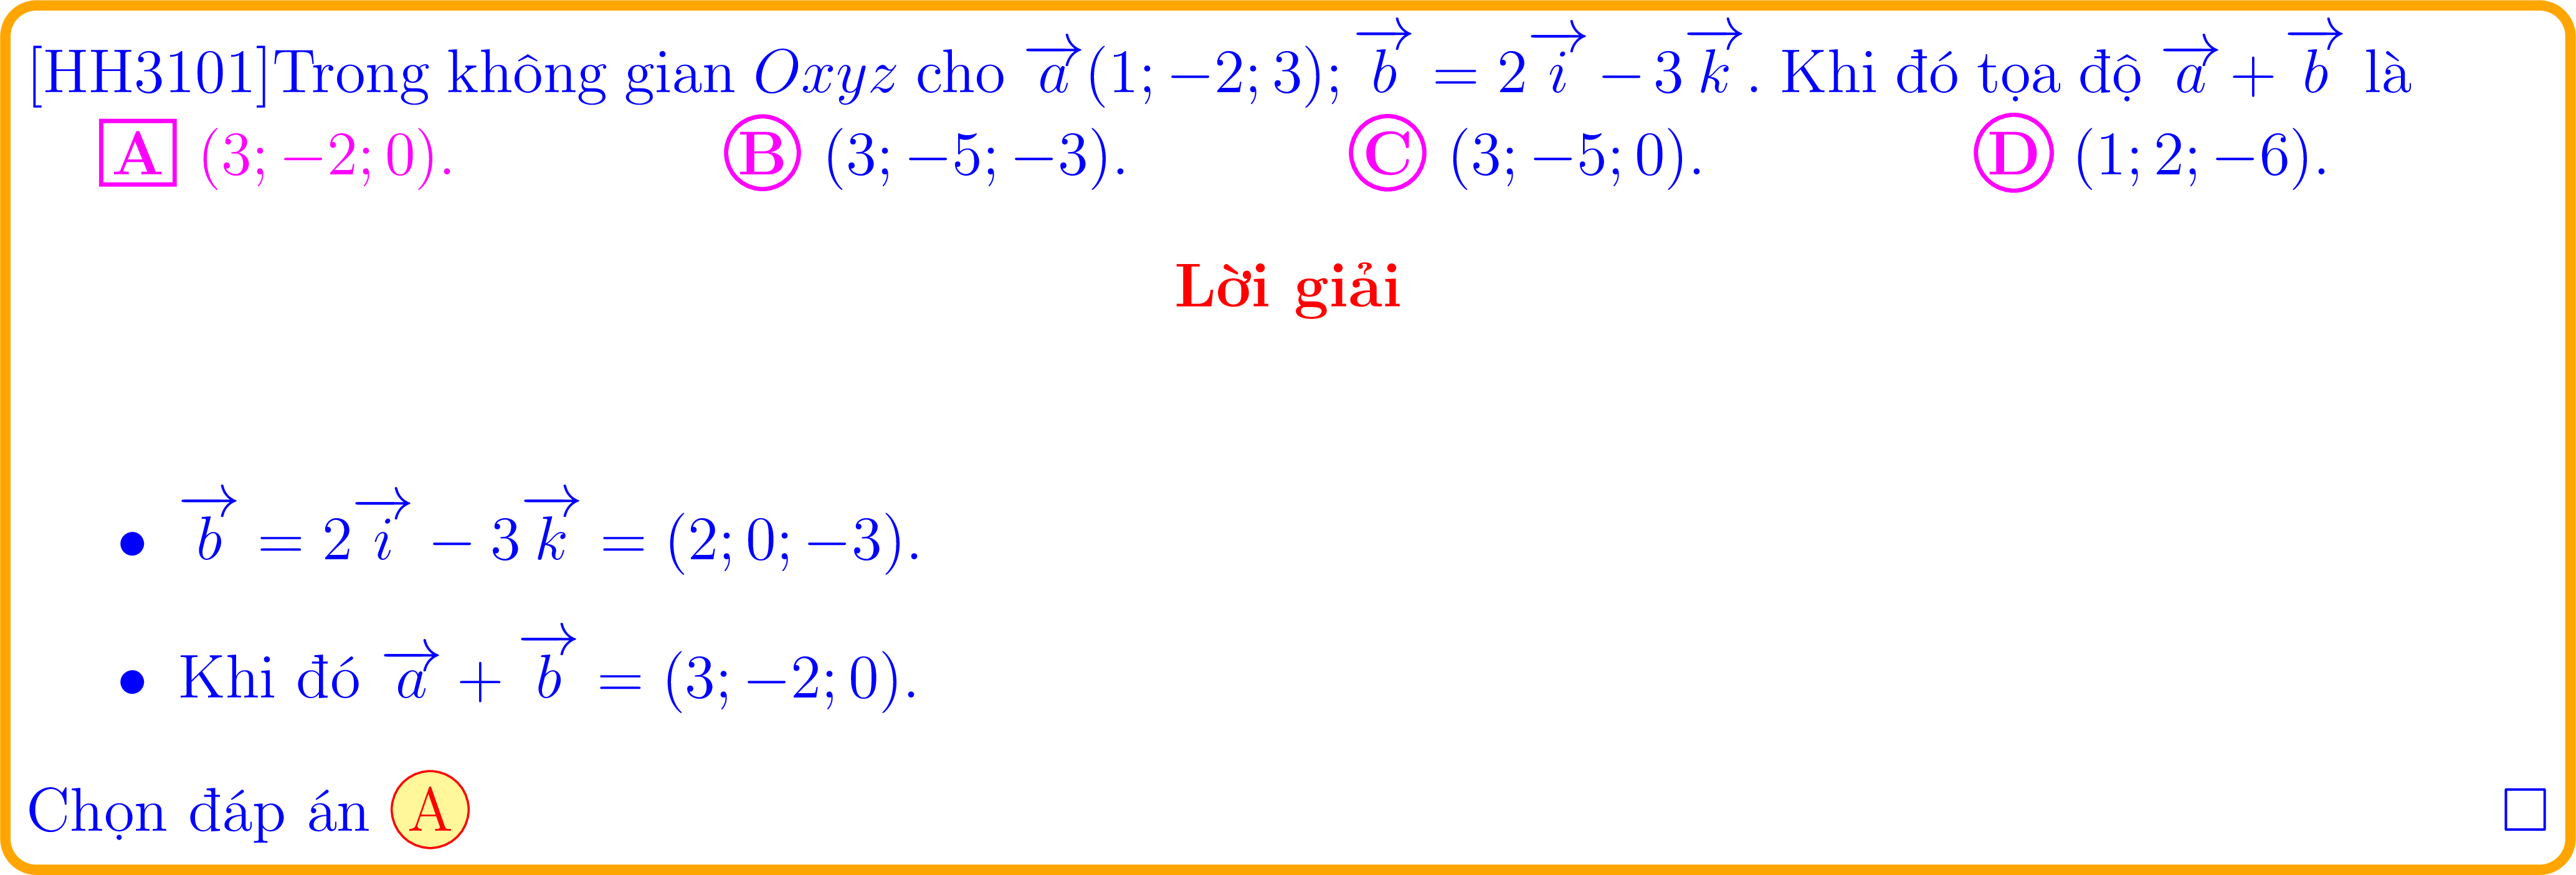 [HH3101]Trong không gian $Oxyz$ cho $\overrightarrow{a}(1;-2;3)$; $\overrightarrow{b} = 2\overrightarrow{i} - 3\overrightarrow{k}$. Khi đó tọa độ $\overrightarrow{a} + \overrightarrow{b}$ là
A $(3;-2;0)$. B $(3;-5;-3)$. C $(3;-5;0)$. D $(1;2;-6)$.
Lời giải
• $\overrightarrow{b} = 2\overrightarrow{i} - 3\overrightarrow{k} = (2;0;-3)$.
• Khi đó $\overrightarrow{a} + \overrightarrow{b} = (3;-2;0)$.
Chọn đáp án A □